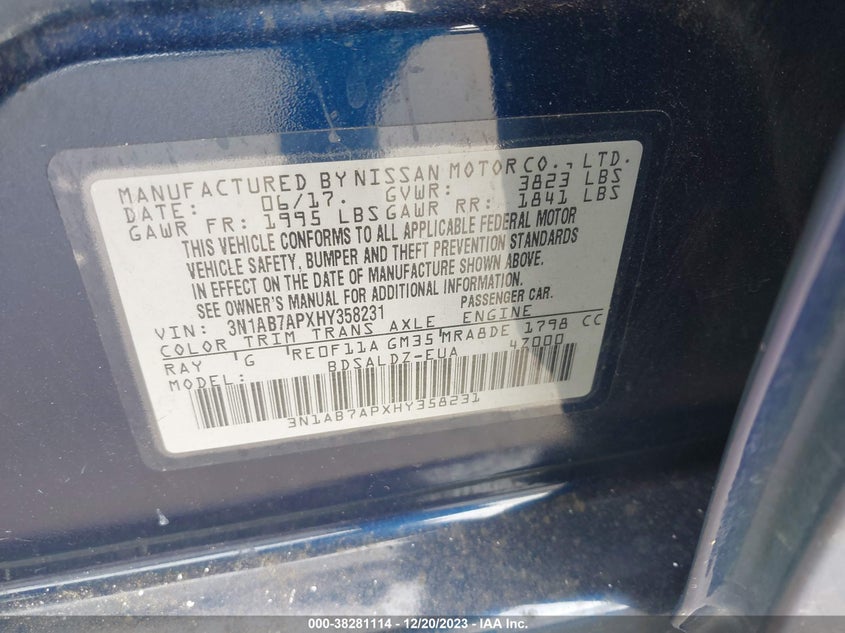 MANUFACTURED BY NISSAN MOTOR CO., LTD.
DATE: 06/17. GVWR: 3823 LBS
GAWR FR: 1995 LBS GAWR RR: 1841 LBS
THIS VEHICLE CONFORMS TO ALL APPLICABLE FEDERAL MOTOR
VEHICLE SAFETY, BUMPER AND THEFT PREVENTION STANDARDS
IN EFFECT ON THE DATE OF MANUFACTURE SHOWN ABOVE.
SEE OWNER'S MANUAL FOR ADDITIONAL INFORMATION.
VIN: 3N1AB7APXHY358231 PASSENGER CAR.
COLOR TRIM TRANS AXLE ENGINE
RAY G RE0F11A GM35 MRA8DE 1798 CC
MODEL: BDSALDZ-EUA 47000
3N1AB7APXHY358231
000-38281114 - 12/20/2023 - IAA Inc.